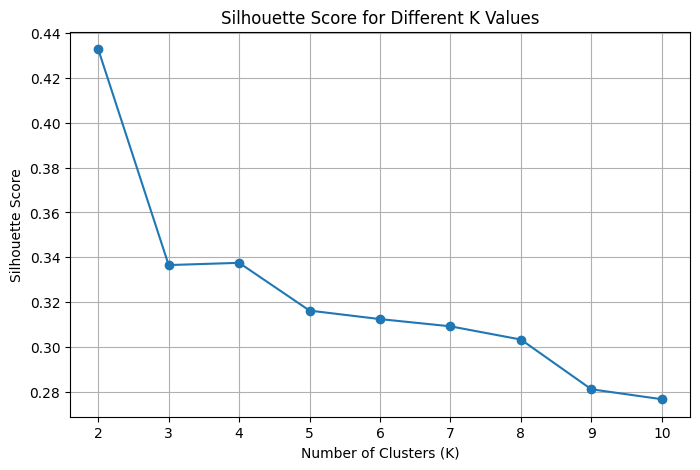 Silhouette Score for Different K Values
Silhouette Score
0.44
0.42
0.40
0.38
0.36
0.34
0.32
0.30
0.28
2 3 4 5 6 7 8 9 10
Number of Clusters (K)